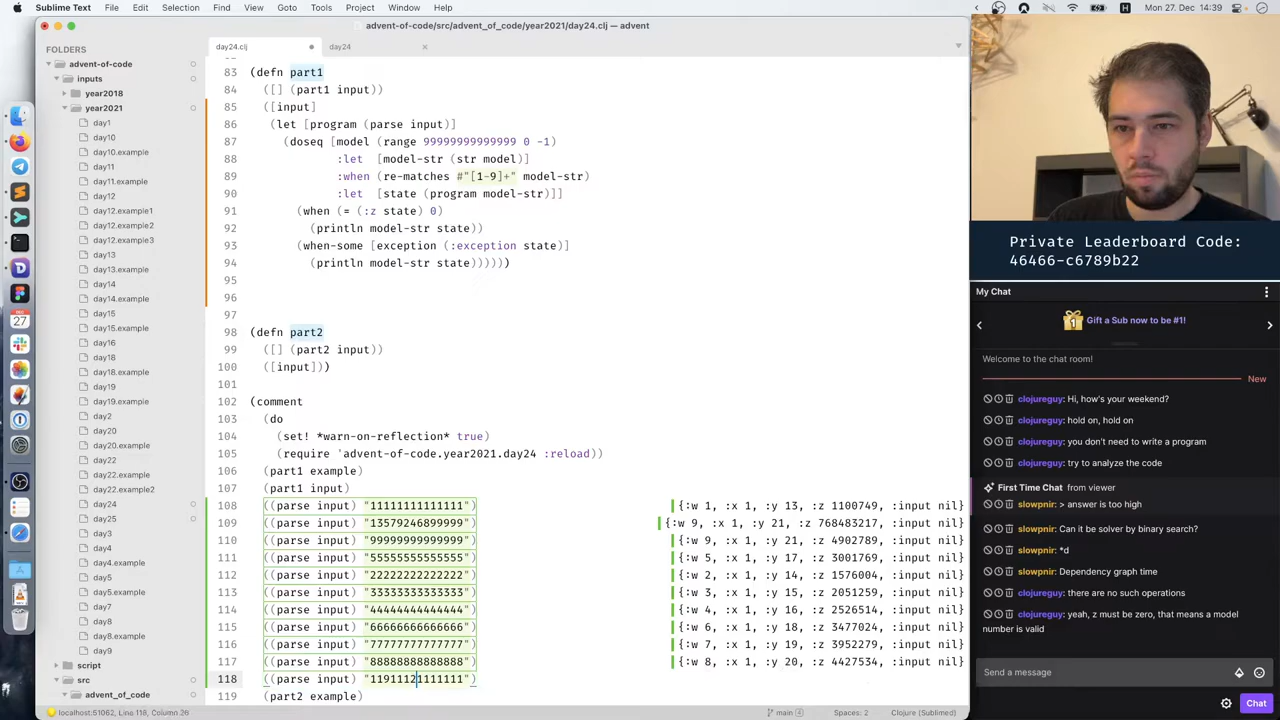 Sublime Text File Edit Selection Find View Goto Tools Project Window Help
Mon 27. Dec 14:39
advent-of-code/src/advent_of_code/year2021/day24.clj — advent
FOLDERS
advent-of-code
inputs
year2018
year2021
day1
day10
day10.example
day11
day11.example
day12
day12.example1
day12.example2
day12.example3
day13
day13.example
day14
day14.example
day15
day15.example
day16
day18
day18.example
day19
day19.example
day2
day20
day20.example
day22
day22.example
day22.example2
day24
day25
day3
day4
day4.example
day5
day5.example
day6
day7
day8
day8.example
day9
script
src
advent_of_code
day24.clj
day24
83 (defn part1
84 ([] (part1 input))
85 ([input]
86 (let [program (parse input)]
87 (doseq [model (range 99999999999999 0 -1)
88 :let [model-str (str model)]
89 :when (re-matches #"[1-9]+" model-str)
90 :let [state (program model-str)]]
91 (when (= (:z state) 0)
92 (println model-str state))
93 (when-some [exception (:exception state)]
94 (println model-str state))))))
95
96
97
98 (defn part2
99 ([] (part2 input))
100 ([input]))
101
102 (comment
103 (do
104 (set! *warn-on-reflection* true)
105 (require 'advent-of-code.year2021.day24 :reload))
106 (part1 example)
107 (part1 input)
108 ((parse input) "11111111111111") {:w 1, :x 1, :y 13, :z 1100749, :input nil}
109 ((parse input) "13579246899999") {:w 9, :x 1, :y 21, :z 768483217, :input nil}
110 ((parse input) "99999999999999") {:w 9, :x 1, :y 21, :z 4902789, :input nil}
111 ((parse input) "55555555555555") {:w 5, :x 1, :y 17, :z 3001769, :input nil}
112 ((parse input) "22222222222222") {:w 2, :x 1, :y 14, :z 1576004, :input nil}
113 ((parse input) "33333333333333") {:w 3, :x 1, :y 15, :z 2051259, :input nil}
114 ((parse input) "44444444444444") {:w 4, :x 1, :y 16, :z 2526514, :input nil}
115 ((parse input) "66666666666666") {:w 6, :x 1, :y 18, :z 3477024, :input nil}
116 ((parse input) "77777777777777") {:w 7, :x 1, :y 19, :z 3952279, :input nil}
117 ((parse input) "88888888888888") {:w 8, :x 1, :y 20, :z 4427534, :input nil}
118 ((parse input) "11911121111111")
119 (part2 example)
localhost:51062, Line 118, Column 26
main 4
Spaces: 2
Clojure (Sublimed)
Private Leaderboard Code:
46466-c6789b22
My Chat
Gift a Sub now to be #1!
Welcome to the chat room!
New
clojureguy: Hi, how's your weekend?
clojureguy: hold on, hold on
clojureguy: you don't need to write a program
clojureguy: try to analyze the code
First Time Chat from viewer
slowpnir: > answer is too high
slowpnir: Can it be solver by binary search?
slowpnir: *d
slowpnir: Dependency graph time
clojureguy: there are no such operations
clojureguy: yeah, z must be zero, that means a model
number is valid
Send a message
Chat